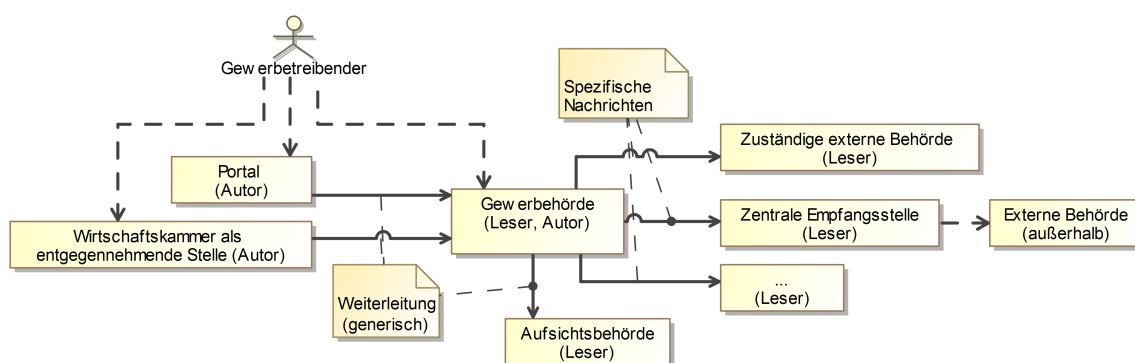 Gewerbetreibender
Spezifische
Nachrichten
Zuständige externe Behörde
(Leser)
Portal
(Autor)
Gewerbehörde
(Leser, Autor)
Zentrale Empfangsstelle
(Leser)
Externe Behörde
(außerhalb)
Wirtschaftskammer als
entgegennehmende Stelle (Autor)
Weiterleitung
(generisch)
...
(Leser)
Aufsichtsbehörde
(Leser)